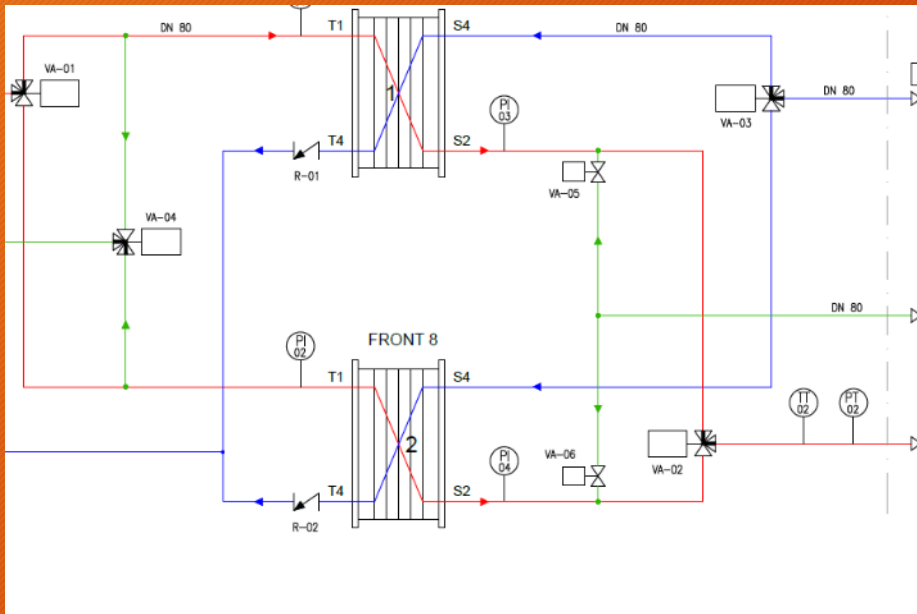 DN 80
T1
S4
DN 80
VA-01
1
DN 80
VA-03
PI
03
T4
S2
R-01
VA-05
VA-04
DN 80
FRONT 8
PI
02
T1
S4
TT
02
PT
02
2
VA-02
PI
04
VA-06
T4
S2
R-02